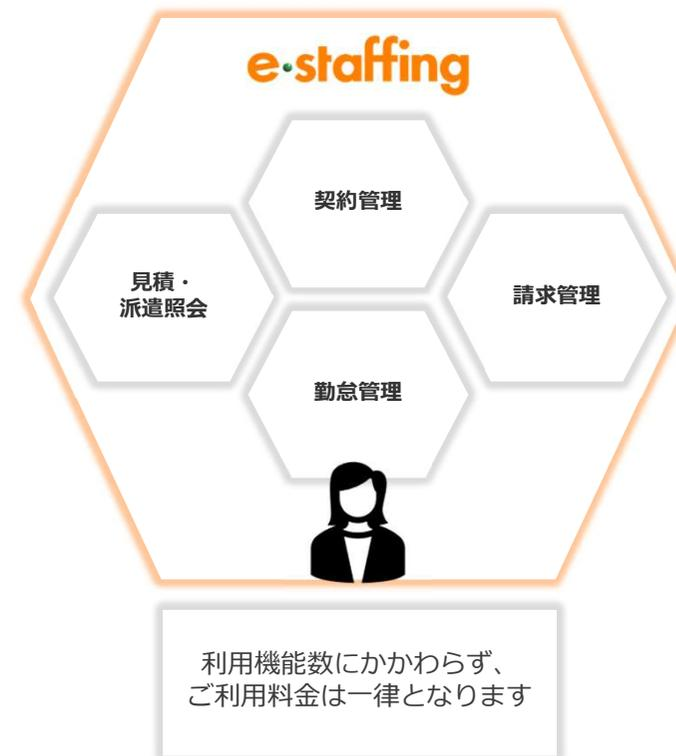 e-staffing
契約管理
見積・
派遣照会
請求管理
勤怠管理
利用機能数にかかわらず、
ご利用料金は一律となります